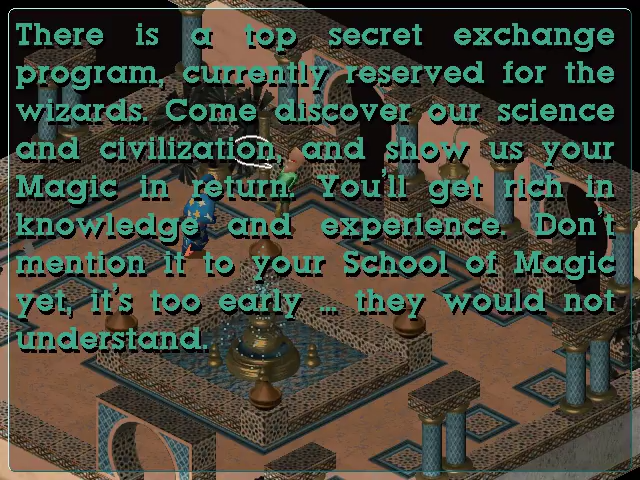 There is a top secret exchange
program, currently reserved for the
wizards. Come discover our science
and civilization, and show us your
Magic in return. You'll get rich in
knowledge and experience. Don't
mention it to your School of Magic
yet, it's too early ... they would not
understand.